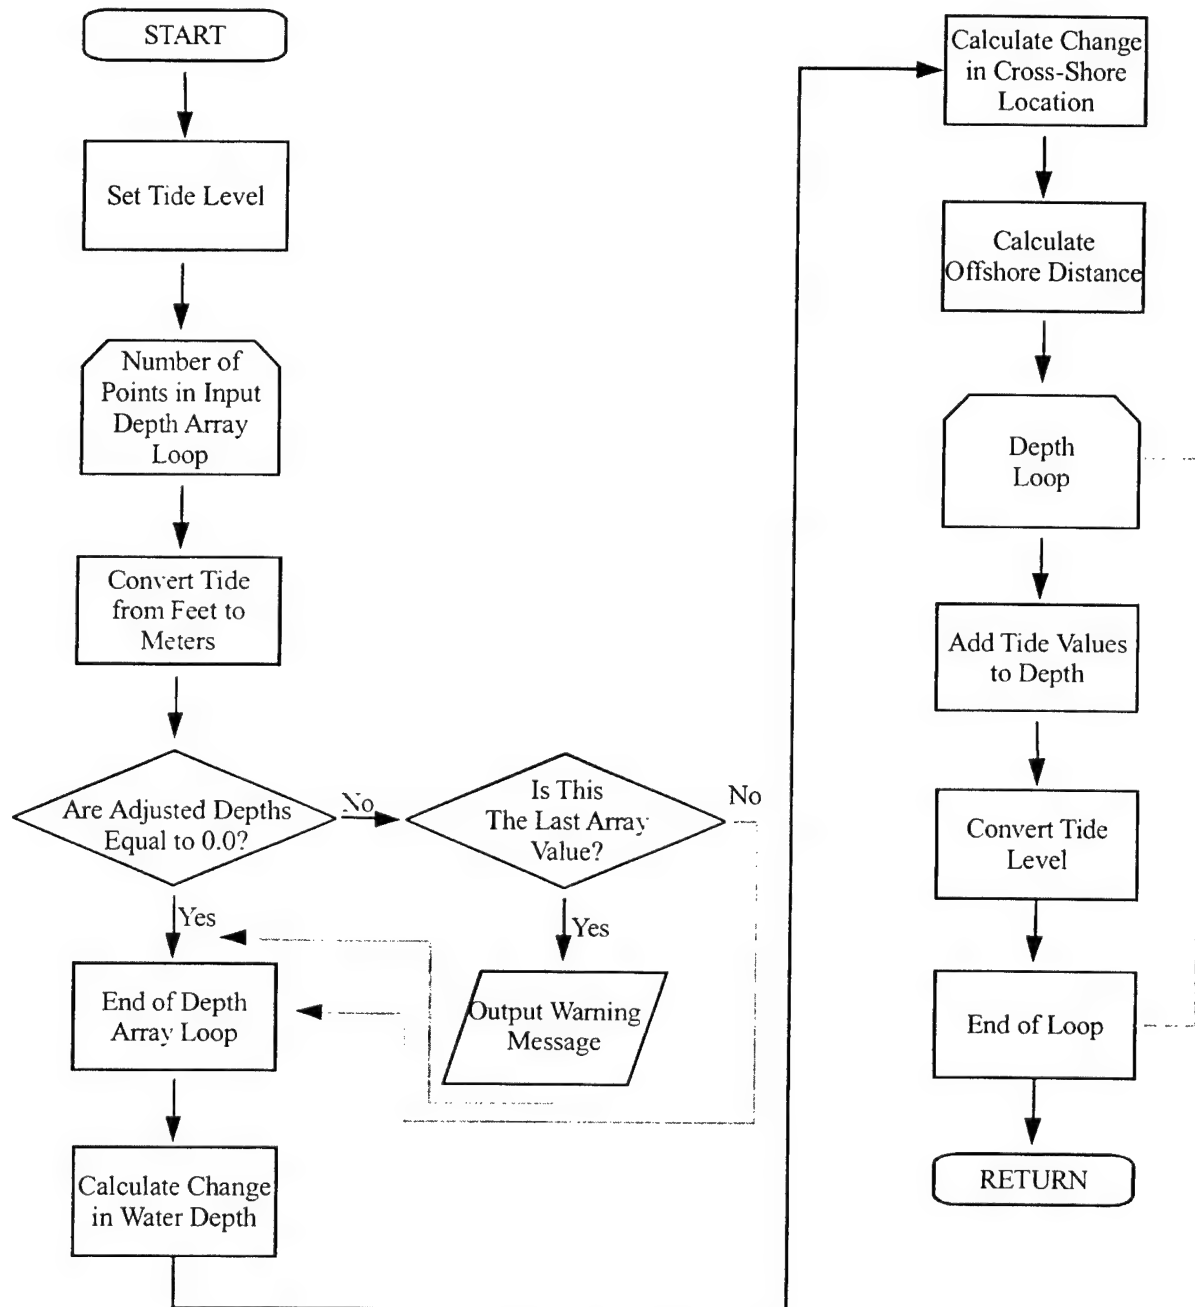 START
Set Tide Level
Number of
Points in Input
Depth Array
Loop
Convert Tide
from Feet to
Meters
Are Adjusted Depths
Equal to 0.0?
No
Is This
The Last Array
Value?
No
Yes
Yes
End of Depth
Array Loop
Output Warning
Message
Calculate Change
in Water Depth
Calculate Change
in Cross-Shore
Location
Calculate
Offshore Distance
Depth
Loop
Add Tide Values
to Depth
Convert Tide
Level
End of Loop
RETURN